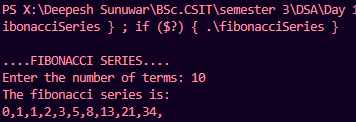 PS X:\Deepesh Sunuwar\BSc.CSIT\semester 3\DSA\Day 1
ibonacciSeries } ; if ($?) { .\fibonacciSeries }
....FIBONACCI SERIES....
Enter the number of terms: 10
The fibonacci series is:
0,1,1,2,3,5,8,13,21,34,